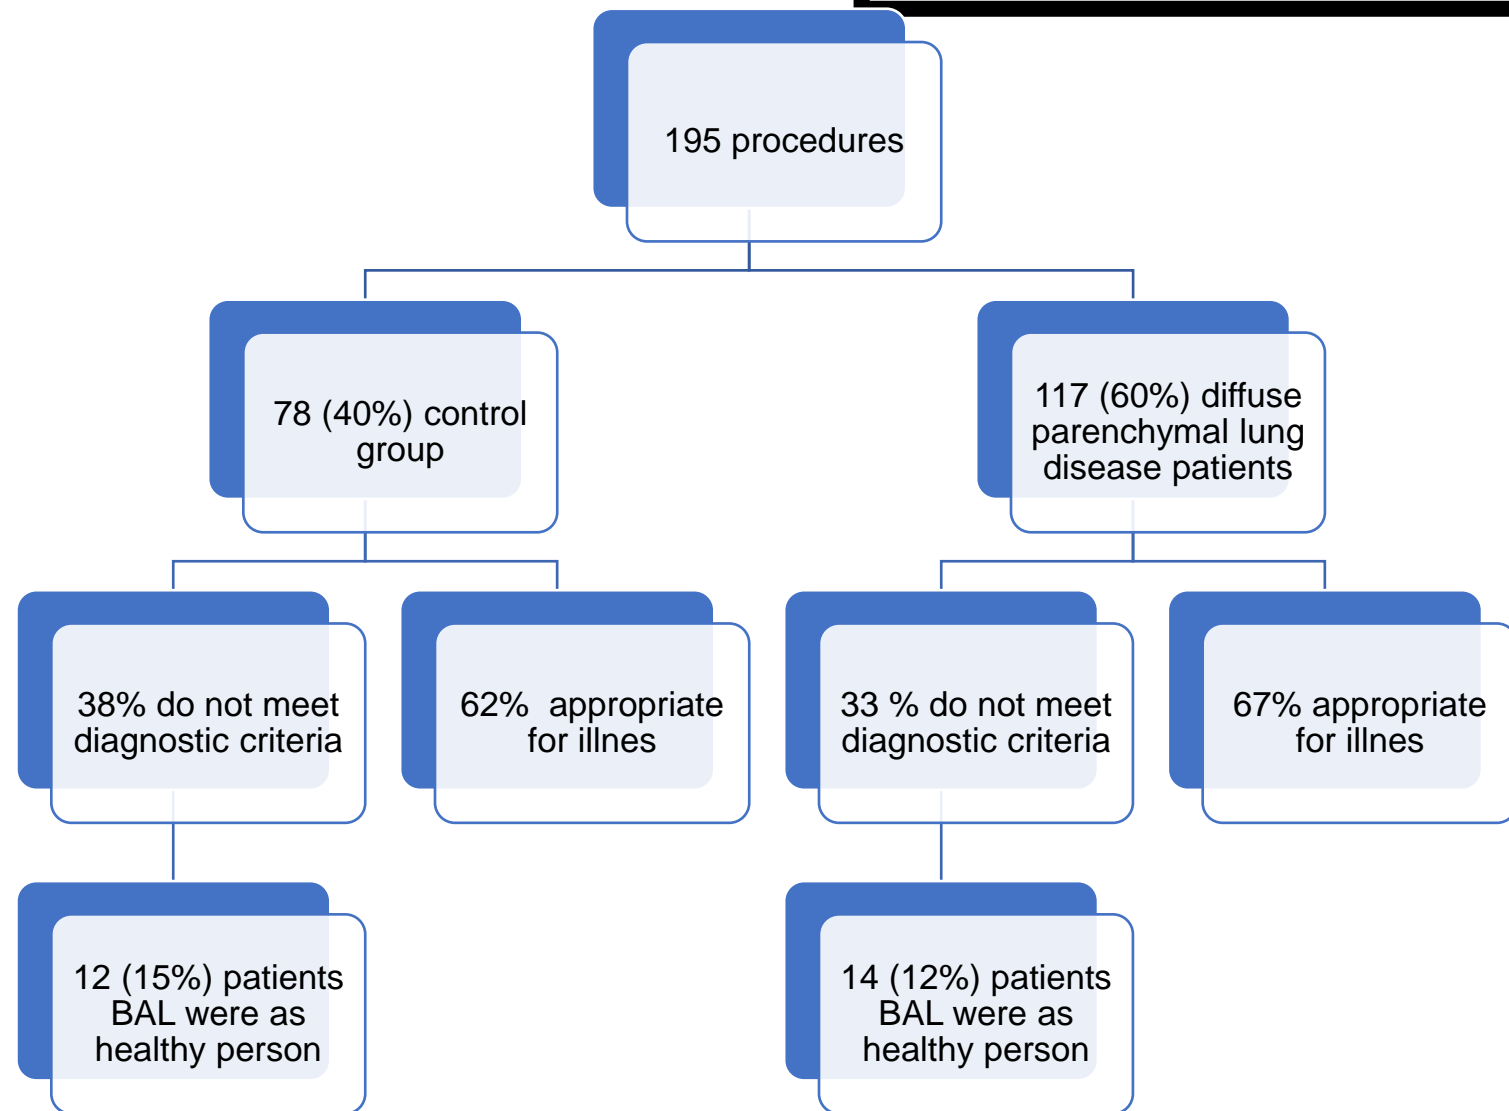 195 procedures
78 (40%) control
group
117 (60%) diffuse
parenchymal lung
disease patients
38% do not meet
diagnostic criteria
62%  appropriate
for illnes
33 % do not meet
diagnostic criteria
67% appropriate
for illnes
12 (15%) patients
BAL were as
healthy person
14 (12%) patients
BAL were as
healthy person